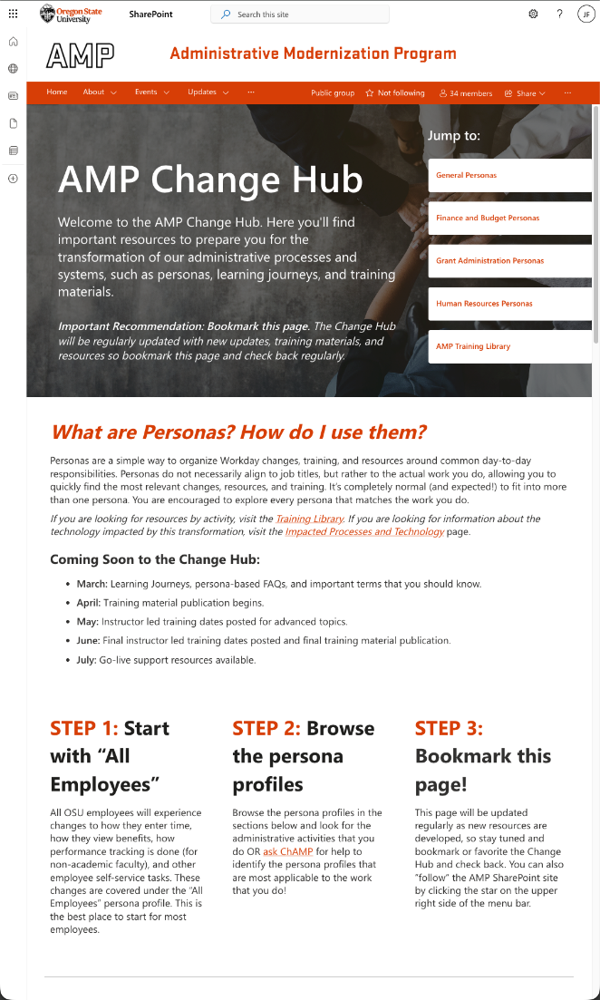 Oregon State
University
SharePoint
Search this site
?
JF
AMP
Administrative Modernization Program
Home
About
Events
Updates
···
Public group
Not following
34 members
Share
···
Jump to:
General Personas
Finance and Budget Personas
Grant Administration Personas
Human Resources Personas
AMP Training Library
AMP Change Hub
Welcome to the AMP Change Hub. Here you'll find
important resources to prepare you for the
transformation of our administrative processes and
systems, such as personas, learning journeys, and training
materials.
Important Recommendation: Bookmark this page. The Change Hub
will be regularly updated with new updates, training materials, and
resources so bookmark this page and check back regularly.
What are Personas? How do I use them?
Personas are a simple way to organize Workday changes, training, and resources around common day-to-day
responsibilities. Personas do not necessarily align to job titles, but rather to the actual work you do, allowing you to
quickly find the most relevant changes, resources, and training. It's completely normal (and expected!) to fit into more
than one persona. You are encouraged to explore every persona that matches the work you do.
If you are looking for resources by activity, visit the Training Library. If you are looking for information about the
technology impacted by this transformation, visit the Impacted Processes and Technology page.
Coming Soon to the Change Hub:
• March: Learning Journeys, persona-based FAQs, and important terms that you should know.
• April: Training material publication begins.
• May: Instructor led training dates posted for advanced topics.
• June: Final instructor led training dates posted and final training material publication.
• July: Go-live support resources available.
STEP 1: Start
with “All
Employees”
All OSU employees will experience
changes to how they enter time,
how they view benefits, how
performance tracking is done (for
non-academic faculty), and other
employee self-service tasks. These
changes are covered under the “All
Employees” persona profile. This is
the best place to start for most
employees.
STEP 2: Browse
the persona
profiles
Browse the persona profiles in the
sections below and look for the
administrative activities that you
do OR ask ChAMP for help to
identify the persona profiles that
are most applicable to the work
that you do!
STEP 3:
Bookmark this
page!
This page will be updated
regularly as new resources are
developed, so stay tuned and
bookmark or favorite the Change
Hub and check back. You can also
“follow” the AMP SharePoint site
by clicking the star on the upper
right side of the menu bar.